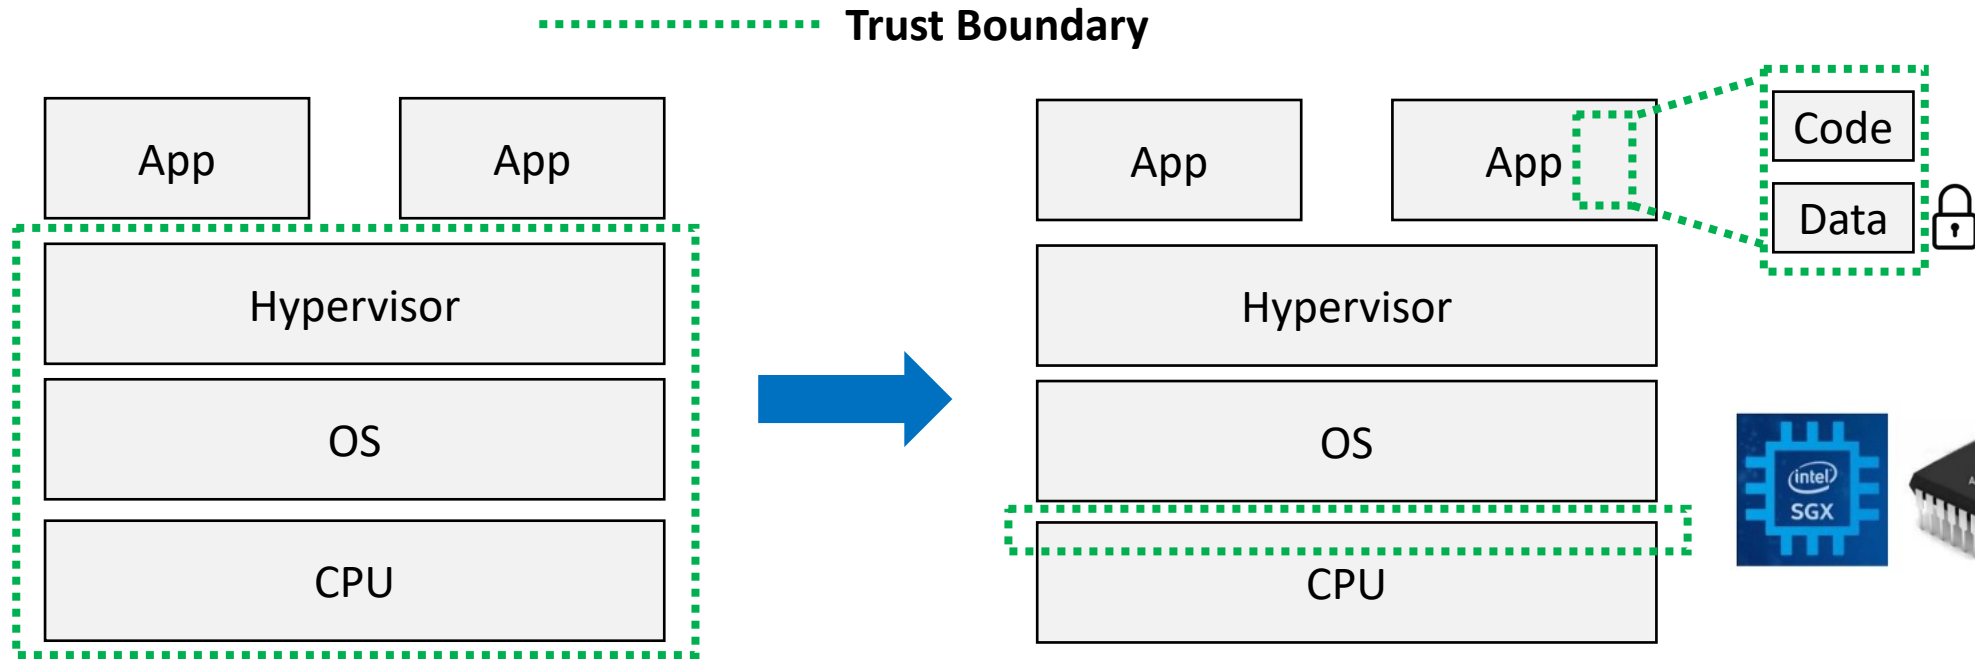 Trust Boundary
App
App
Hypervisor
OS
CPU
App
App
Code
Data
Hypervisor
OS
CPU
intel
SGX